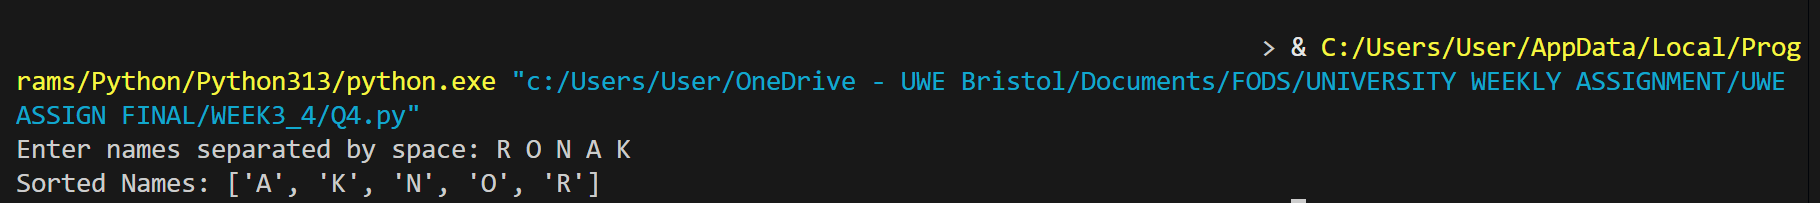 > & C:/Users/User/AppData/Local/Prog
rams/Python/Python313/python.exe "c:/Users/User/OneDrive - UWE Bristol/Documents/FODS/UNIVERSITY WEEKLY ASSIGNMENT/UWE
ASSIGN FINAL/WEEK3_4/Q4.py"
Enter names separated by space: R O N A K
Sorted Names: ['A', 'K', 'N', 'O', 'R']